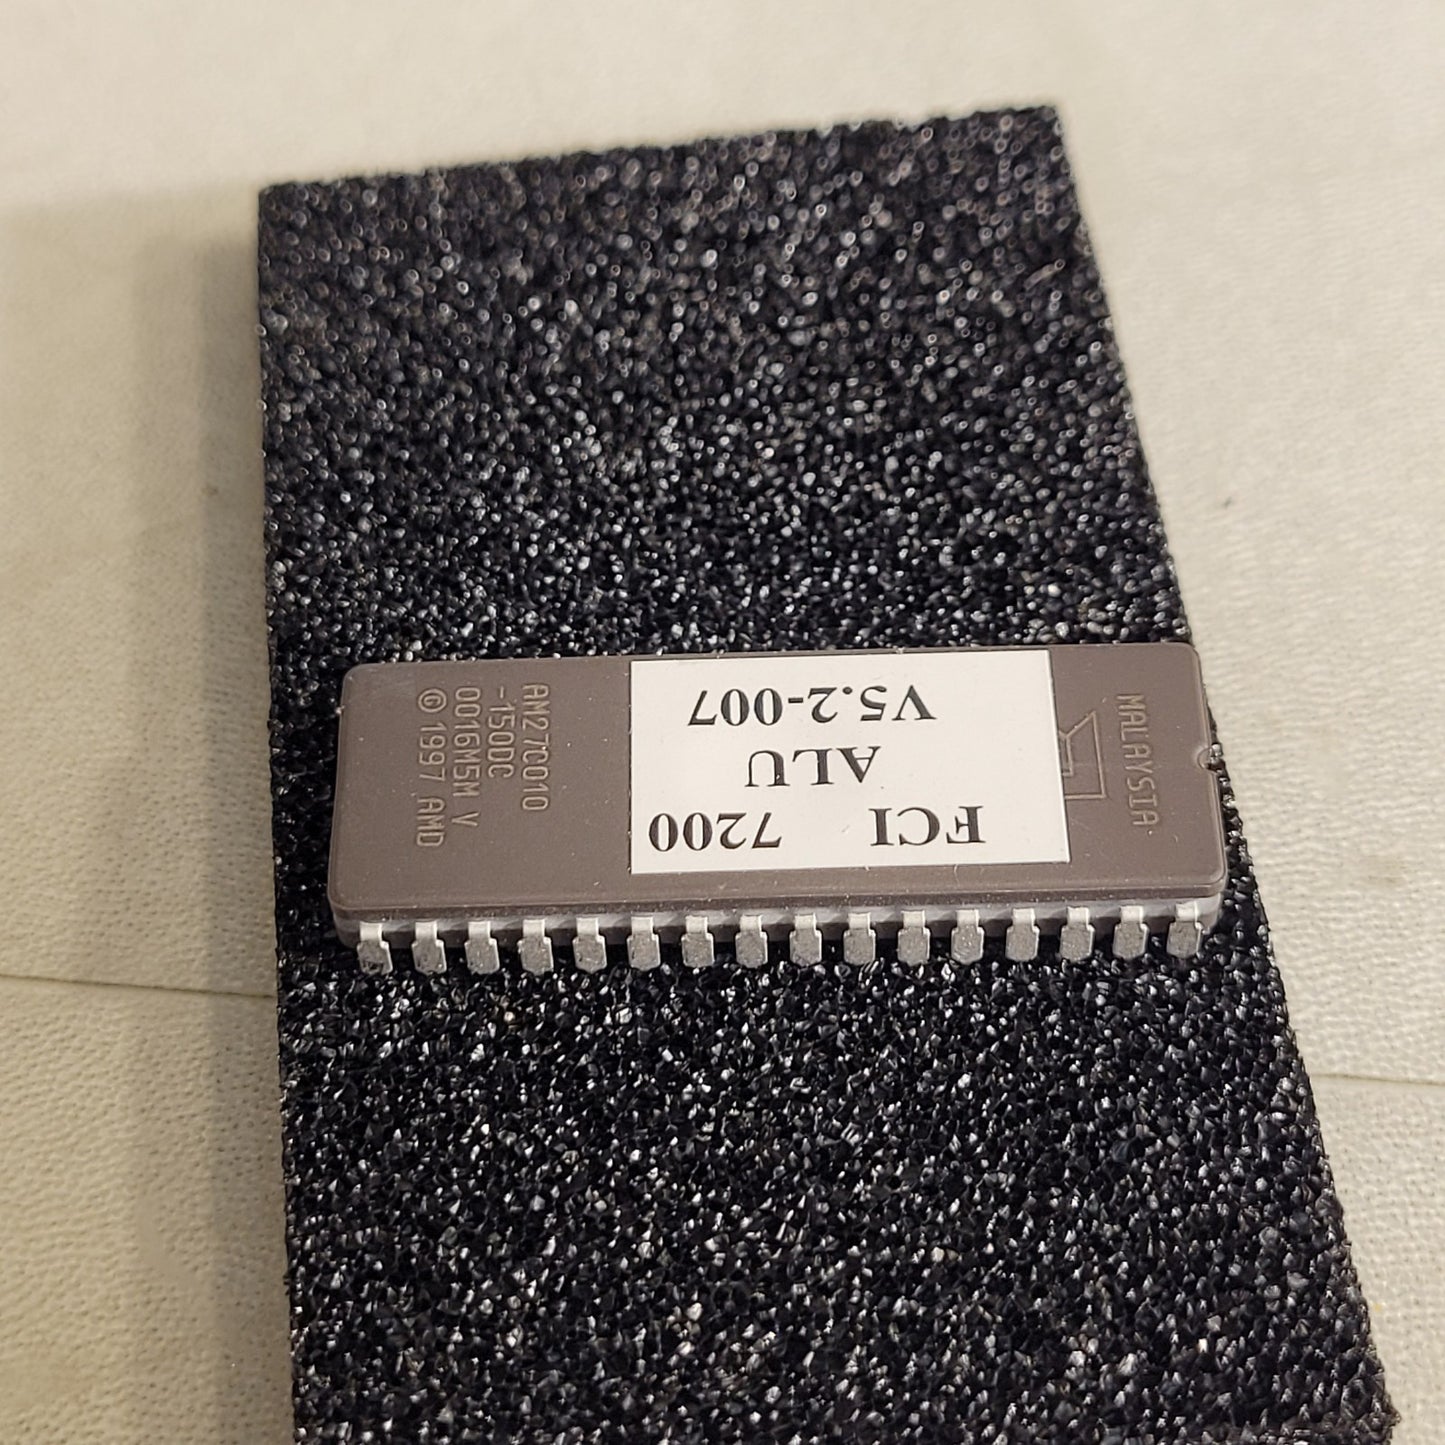 FCI 7200
ALU
V5.2-007
AM27C010
-150DC
0016M5M V
©1997 AMD
MALAYSIA